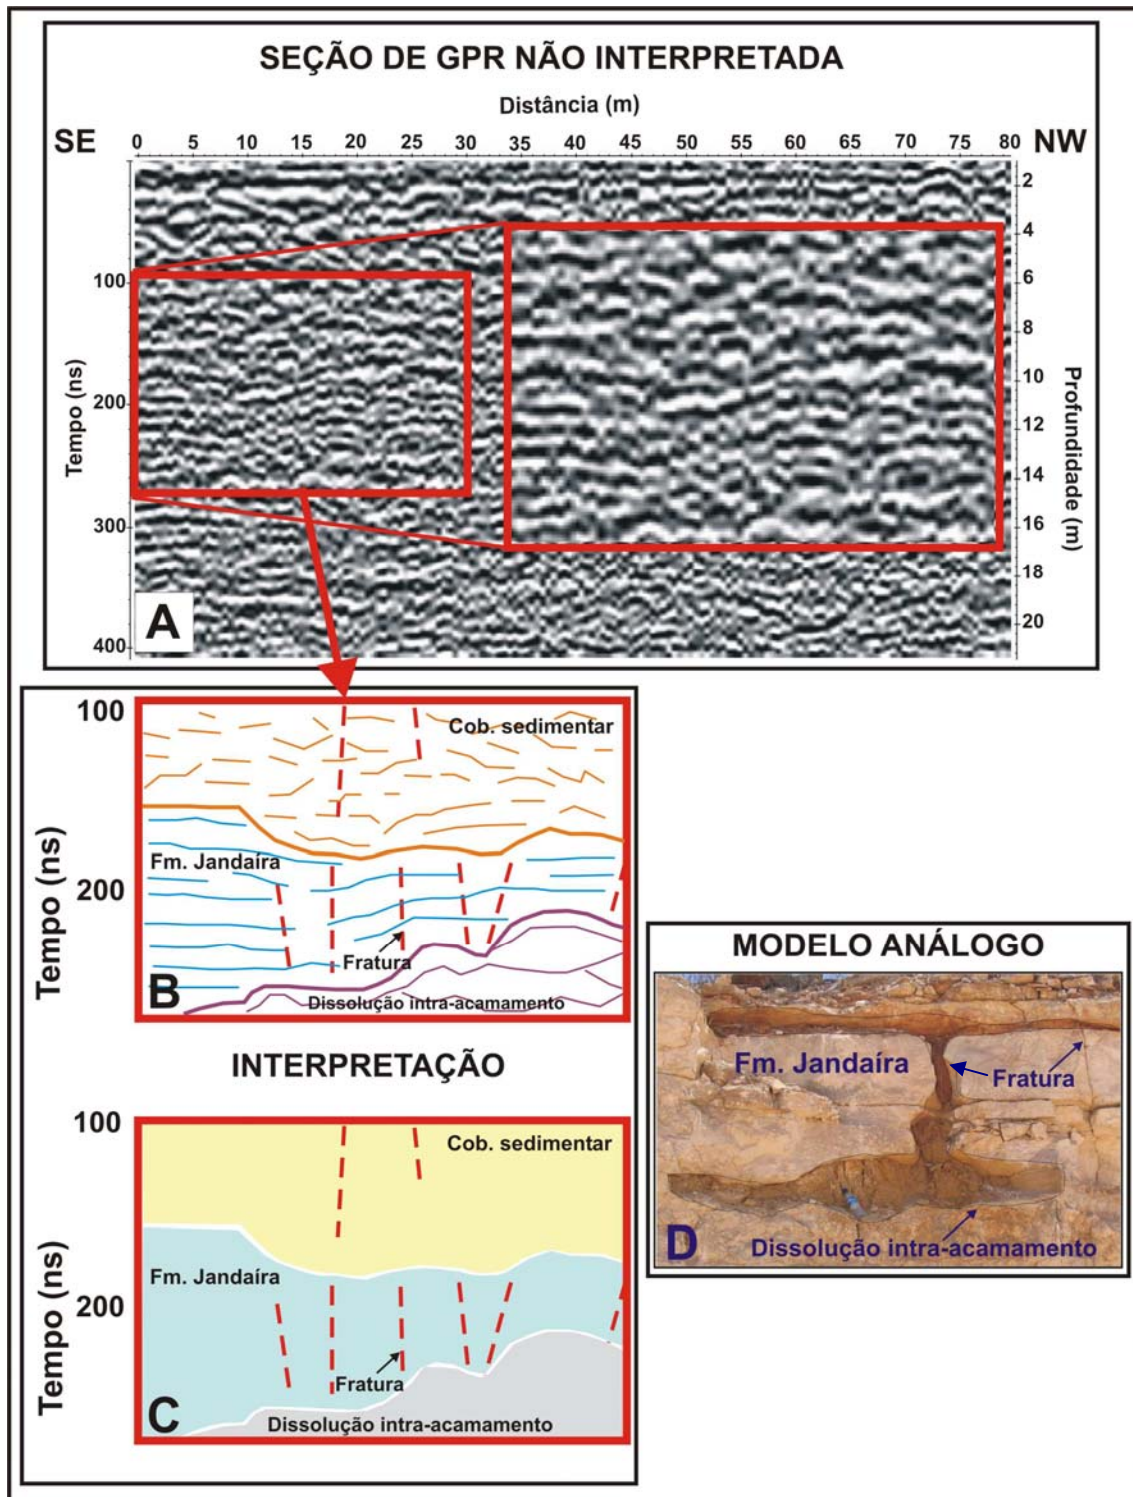 SEÇÃO DE GPR NÃO INTERPRETADA
Distância (m)
SE
0 5 10 15 20 25 30 35 40 45 50 55 60 65 70 75 80
NW
Tempo (ns)
100
200
300
400
2
4
6
8
10
12
14
16
18
20
Profundidade (m)
A
Tempo (ns)
100
200
Cob. sedimentar
Fm. Jandaíra
Fratura
Dissolução intra-acamamento
B
INTERPRETAÇÃO
Tempo (ns)
100
200
Cob. sedimentar
Fm. Jandaíra
Fratura
Dissolução intra-acamamento
C
MODELO ANÁLOGO
Fm. Jandaíra
Fratura
Dissolução intra-acamamento
D